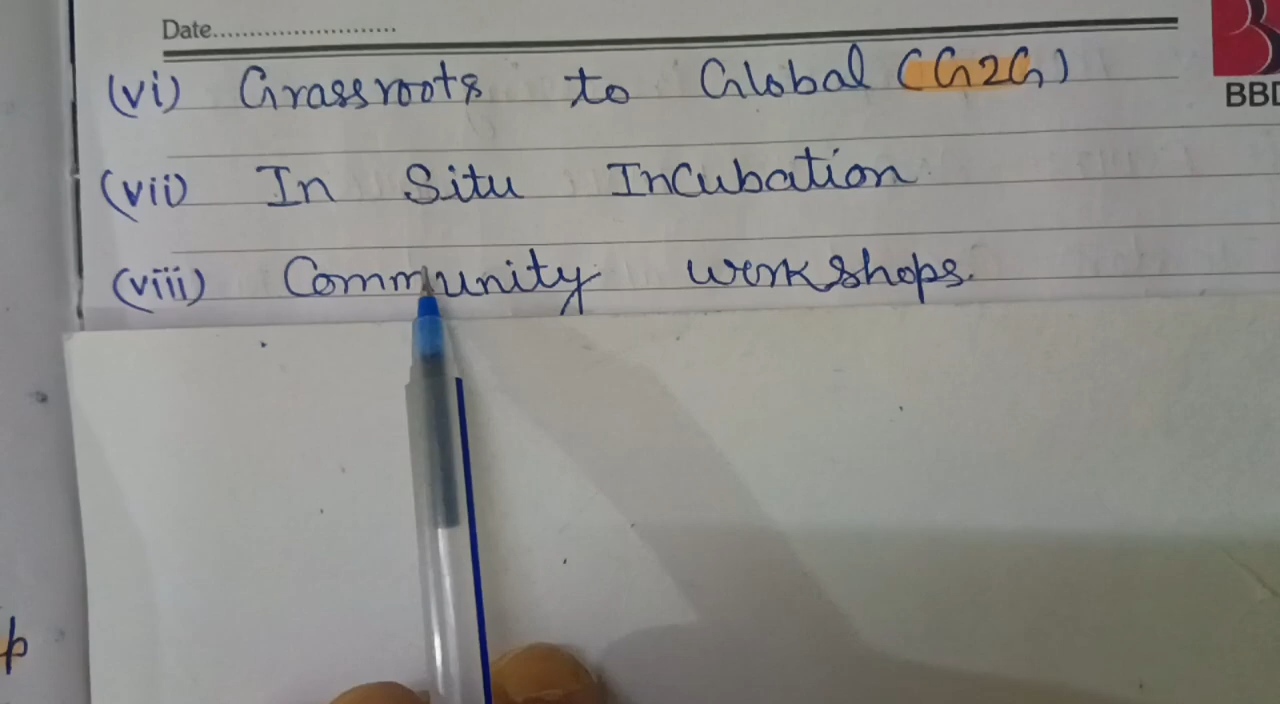 Date........................
(vi) Grassroots to Global (G2G)
BBD
(vii) In Situ Incubation
(viii) Community workshops.
p